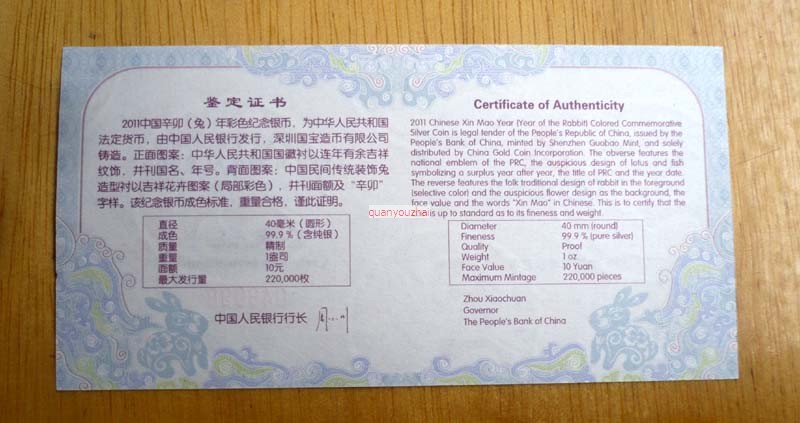 鉴定证书
2011中国辛卯（兔）年彩色纪念银币，为中华人民共和国
法定货币，由中国人民银行发行，深圳国宝造币有限公司
铸造。正面图案：中华人民共和国国徽衬以连年有余吉祥
纹饰，并刊国名、年号。背面图案：中国民间传统装饰兔
造型衬以吉祥花卉图案（局部彩色），并刊面额及“辛卯”
字样。该纪念银币成色标准，重量合格，谨此证明。
直径 40毫米（圆形）
成色 99.9％（含纯银）
质量 精制
重量 1盎司
面额 10元
最大发行量 220,000枚
中国人民银行行长
Certificate of Authenticity
2011 Chinese Xin Mao Year (Year of the Rabbit) Colored Commemorative
Silver Coin is legal tender of the People's Republic of China, issued by the
People's Bank of China, minted by Shenzhen Guobao Mint, and solely
distributed by China Gold Coin Incorporation. The obverse features the
national emblem of the PRC, the auspicious design of lotus and fish
symbolizing a surplus year after year, the title of PRC and the year date.
The reverse features the folk traditional design of rabbit in the foreground
(selective color) and the auspicious flower design as the background, the
face value and the words "Xin Mao" in Chinese. This is to certify that the
is up to standard as to its fineness and weight.
Diameter 40 mm (round)
Fineness 99.9 % (pure silver)
Quality Proof
Weight 1 oz
Face Value 10 Yuan
Maximum Mintage 220,000 pieces
Zhou Xiaochuan
Governor
The People's Bank of China
quanyouzhai